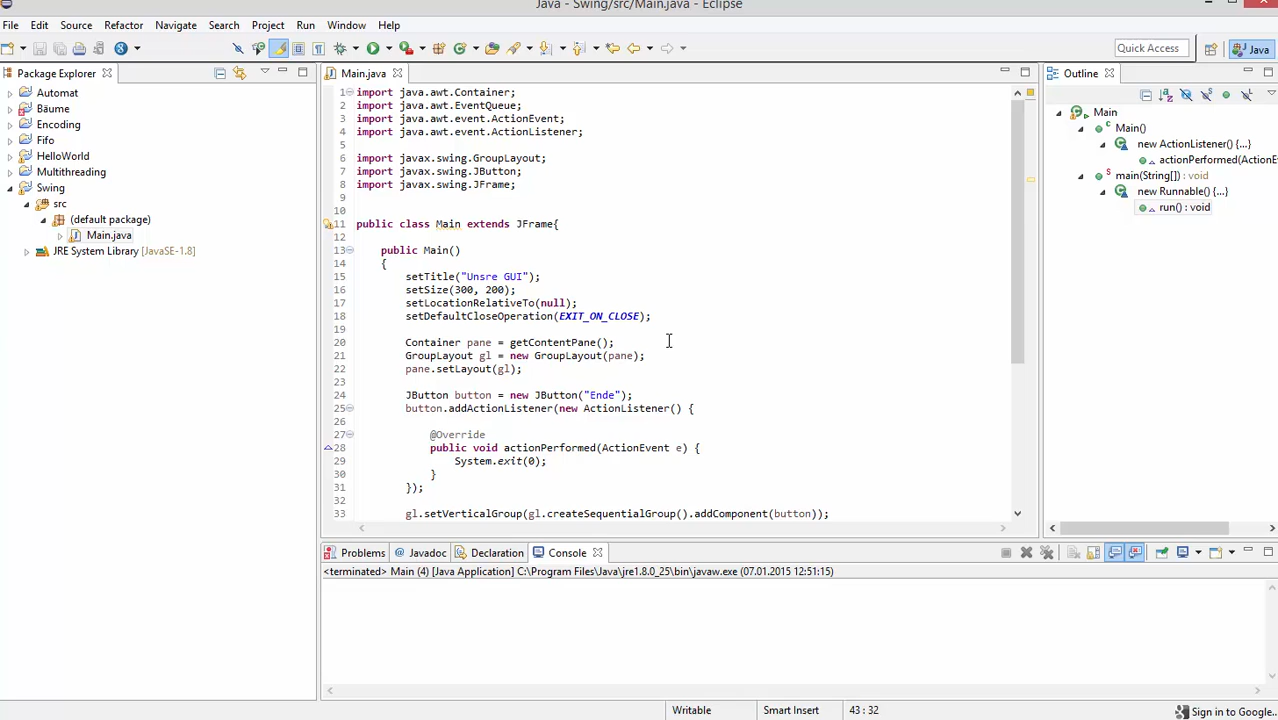 Java - Swing/src/Main.java - Eclipse
File Edit Source Refactor Navigate Search Project Run Window Help
Quick Access
Java
Package Explorer
Automat
Bäume
Encoding
Fifo
HelloWorld
Multithreading
Swing
src
(default package)
Main.java
JRE System Library [JavaSE-1.8]
Main.java
1 import java.awt.Container;
2 import java.awt.EventQueue;
3 import java.awt.event.ActionEvent;
4 import java.awt.event.ActionListener;
5
6 import javax.swing.GroupLayout;
7 import javax.swing.JButton;
8 import javax.swing.JFrame;
9
10
11 public class Main extends JFrame{
12
13 public Main()
14 {
15 setTitle("Unsre GUI");
16 setSize(300, 200);
17 setLocationRelativeTo(null);
18 setDefaultCloseOperation(EXIT_ON_CLOSE);
19
20 Container pane = getContentPane();
21 GroupLayout gl = new GroupLayout(pane);
22 pane.setLayout(gl);
23
24 JButton button = new JButton("Ende");
25 button.addActionListener(new ActionListener() {
26
27 @Override
28 public void actionPerformed(ActionEvent e) {
29 System.exit(0);
30 }
31 });
32
33 gl.setVerticalGroup(gl.createSequentialGroup().addComponent(button));
Outline
Main
Main()
new ActionListener() {...}
actionPerformed(ActionE
main(String[]) : void
new Runnable() {...}
run() : void
Problems Javadoc Declaration Console
<terminated> Main (4) [Java Application] C:\Program Files\Java\jre1.8.0_25\bin\javaw.exe (07.01.2015 12:51:15)
Writable Smart Insert 43 : 32 Sign in to Google...